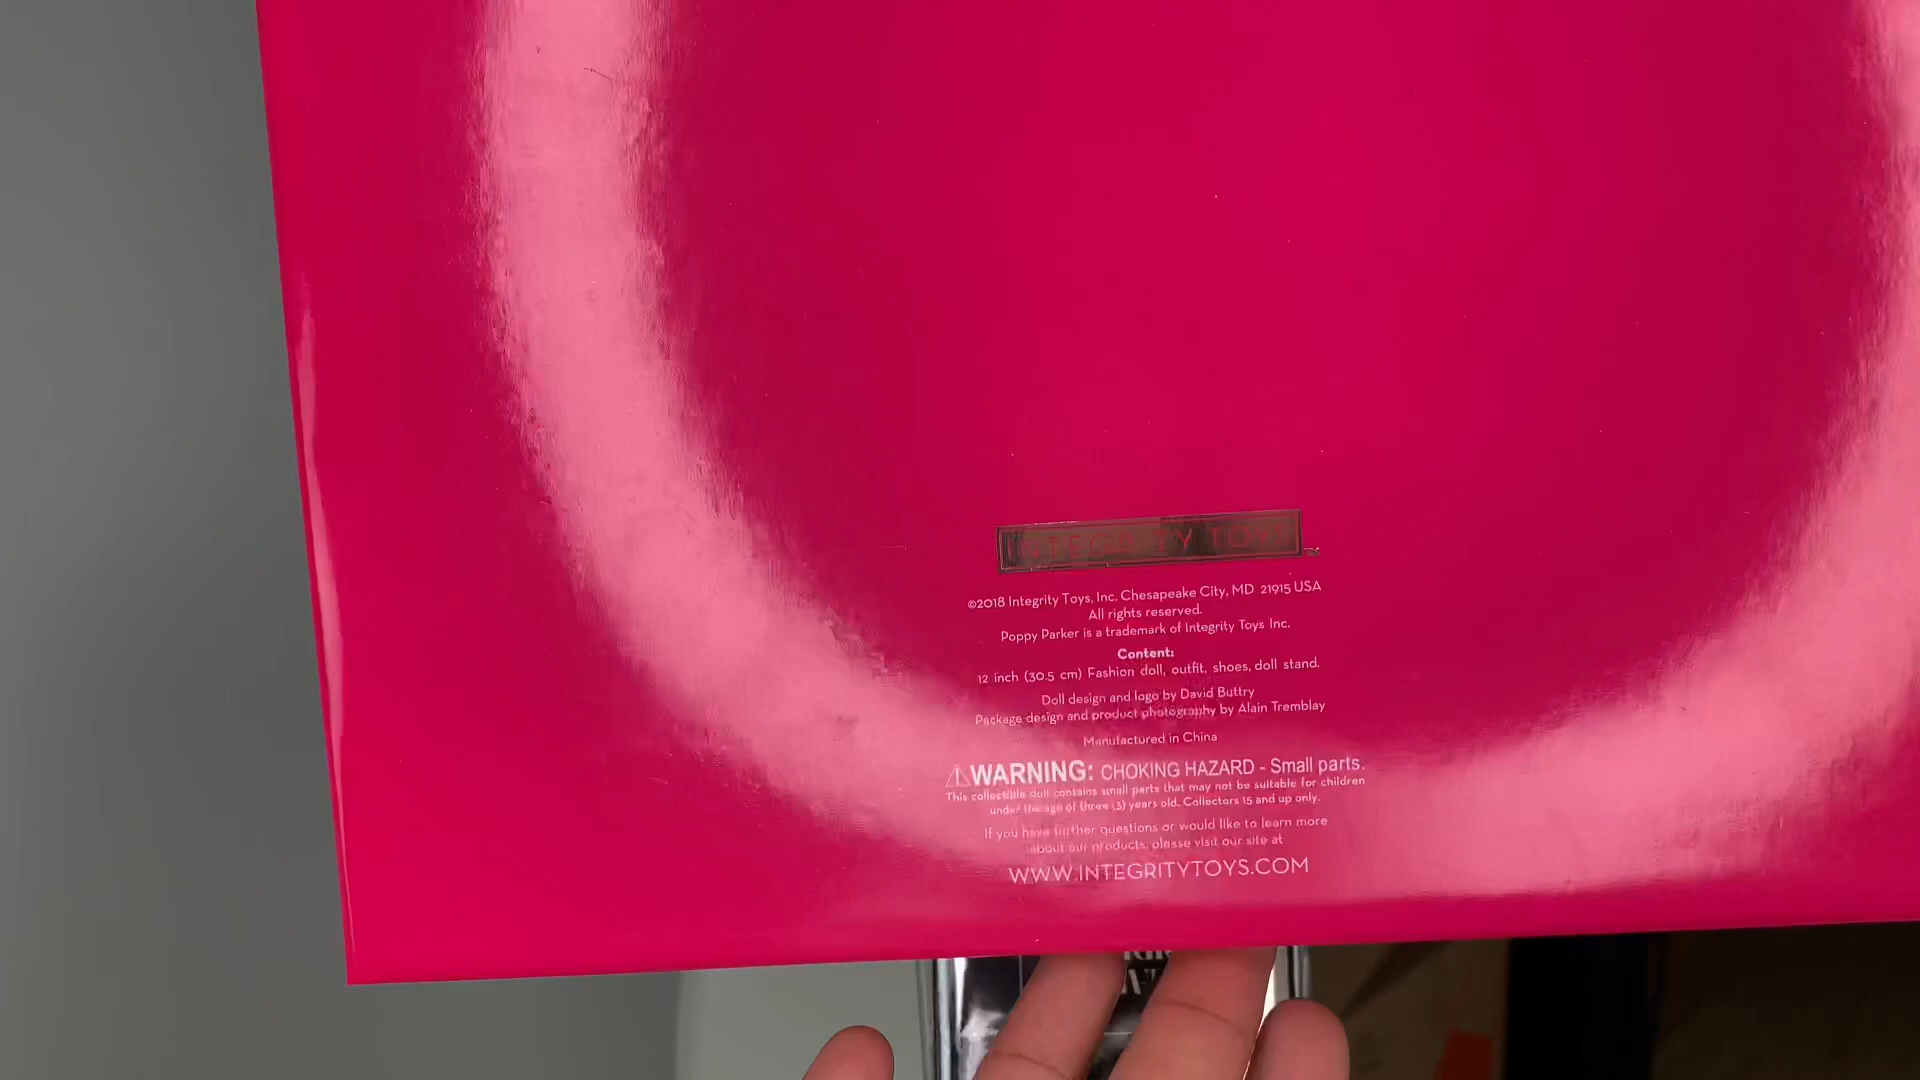 INTEGRITY TOYS
™
©2018 Integrity Toys, Inc. Chesapeake City, MD 21915 USA
All rights reserved.
Poppy Parker is a trademark of Integrity Toys Inc.
Content:
12 inch (30.5 cm) Fashion doll, outfit, shoes, doll stand.
Doll design and logo by David Buttry
Package design and product photography by Alain Tremblay
Manufactured in China
WARNING: CHOKING HAZARD - Small parts.
This collectible doll contains small parts that may not be suitable for children
under the age of three (3) years old. Collectors 15 and up only.
If you have further questions or would like to learn more
about our products, please visit our site at
WWW.INTEGRITYTOYS.COM